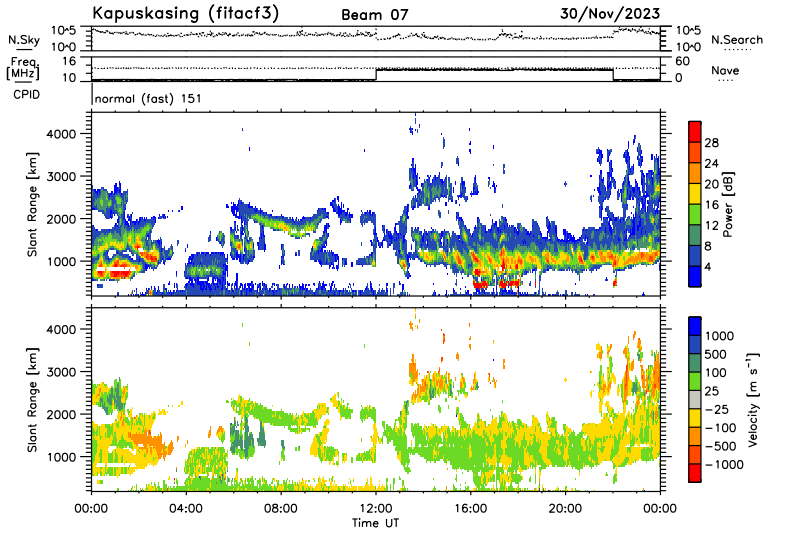 Kapuskasing (fitacf3) Beam 07 30/Nov/2023
N.Sky 10^5 10^0 10^5 10^0 N.Search
Freq. [MHz] 16 10 60 0 Nave
CPID normal (fast) 151
Slant Range [km] 4000 3000 2000 1000
Power [dB] 28 24 20 16 12 8 4
Slant Range [km] 4000 3000 2000 1000
Velocity [m s^-1] 1000 500 100 25 -25 -100 -500 -1000
00:00 04:00 08:00 12:00 16:00 20:00 00:00
Time UT